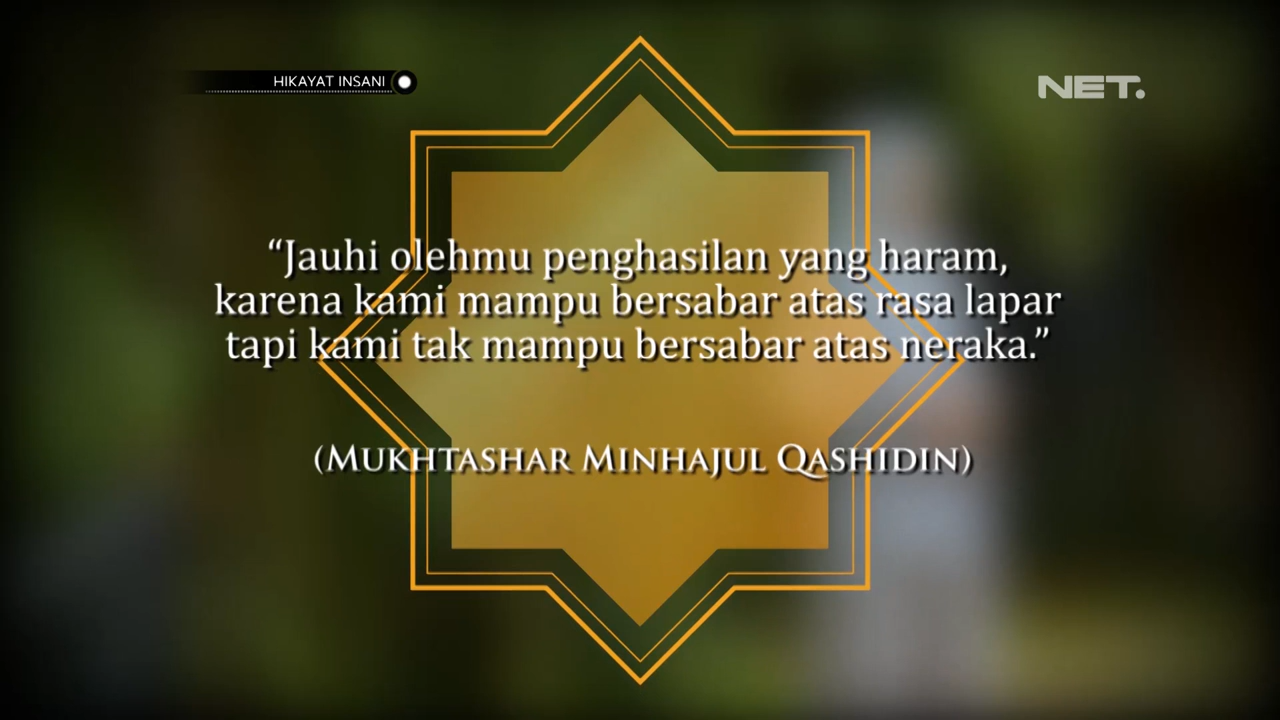 HIKAYAT INSANI
NET.
“Jauhi olehmu penghasilan yang haram,
karena kami mampu bersabar atas rasa lapar
tapi kami tak mampu bersabar atas neraka.”
(MUKHTASHAR MINHAJUL QASHIDIN)